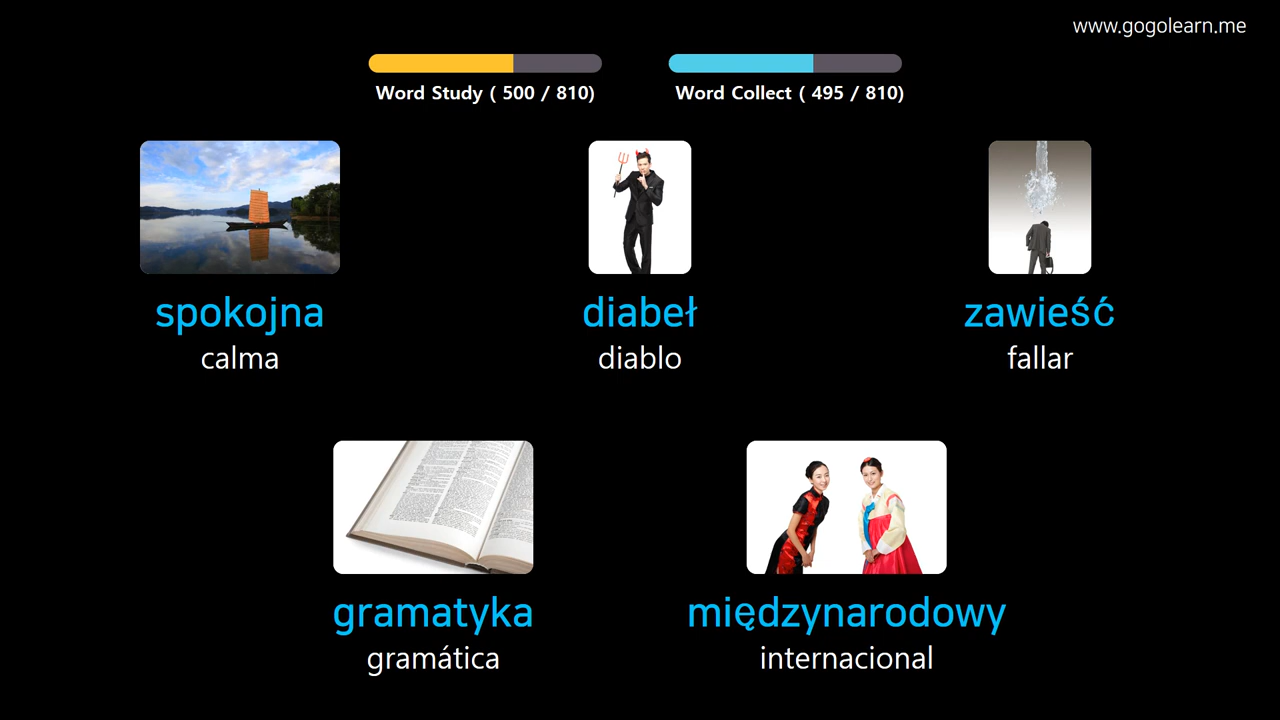 www.gogolearn.me
Word Study ( 500 / 810)
Word Collect ( 495 / 810)
spokojna
calma
diabeł
diablo
zawieść
fallar
gramatyka
gramática
międzynarodowy
internacional